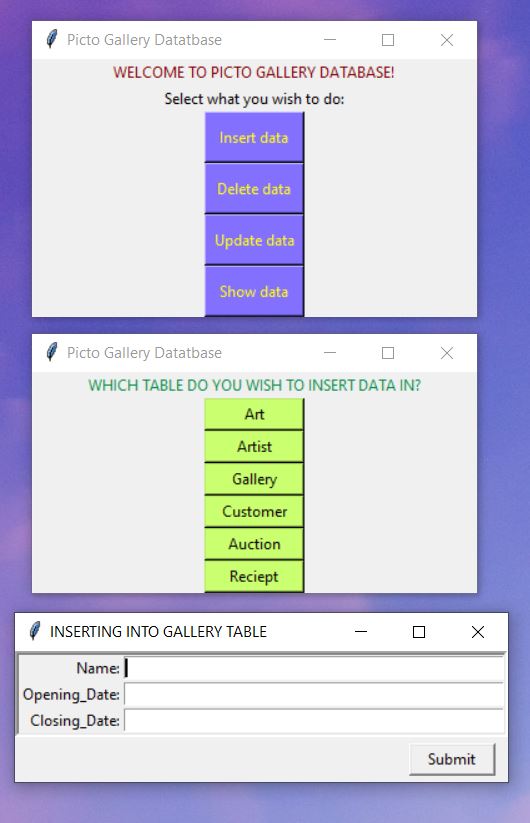 Picto Gallery Datatbase
WELCOME TO PICTO GALLERY DATABASE!
Select what you wish to do:
Insert data
Delete data
Update data
Show data
Picto Gallery Datatbase
WHICH TABLE DO YOU WISH TO INSERT DATA IN?
Art
Artist
Gallery
Customer
Auction
Reciept
INSERTING INTO GALLERY TABLE
Name:
Opening_Date:
Closing_Date:
Submit